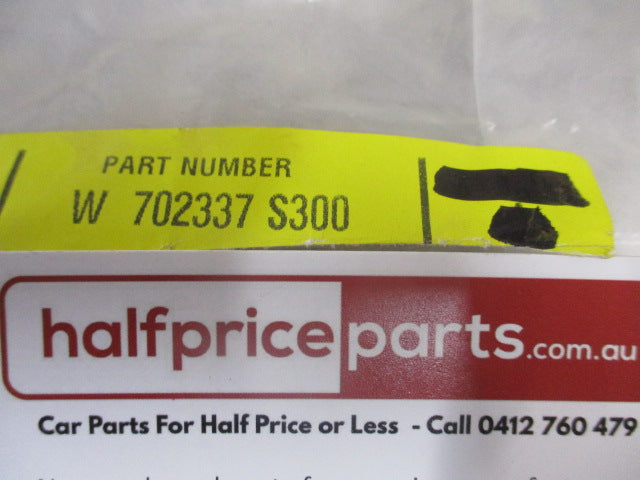 PART NUMBER
W 702337 S300
halfpriceparts.com.au
Car Parts For Half Price or Less - Call 0412 760 479